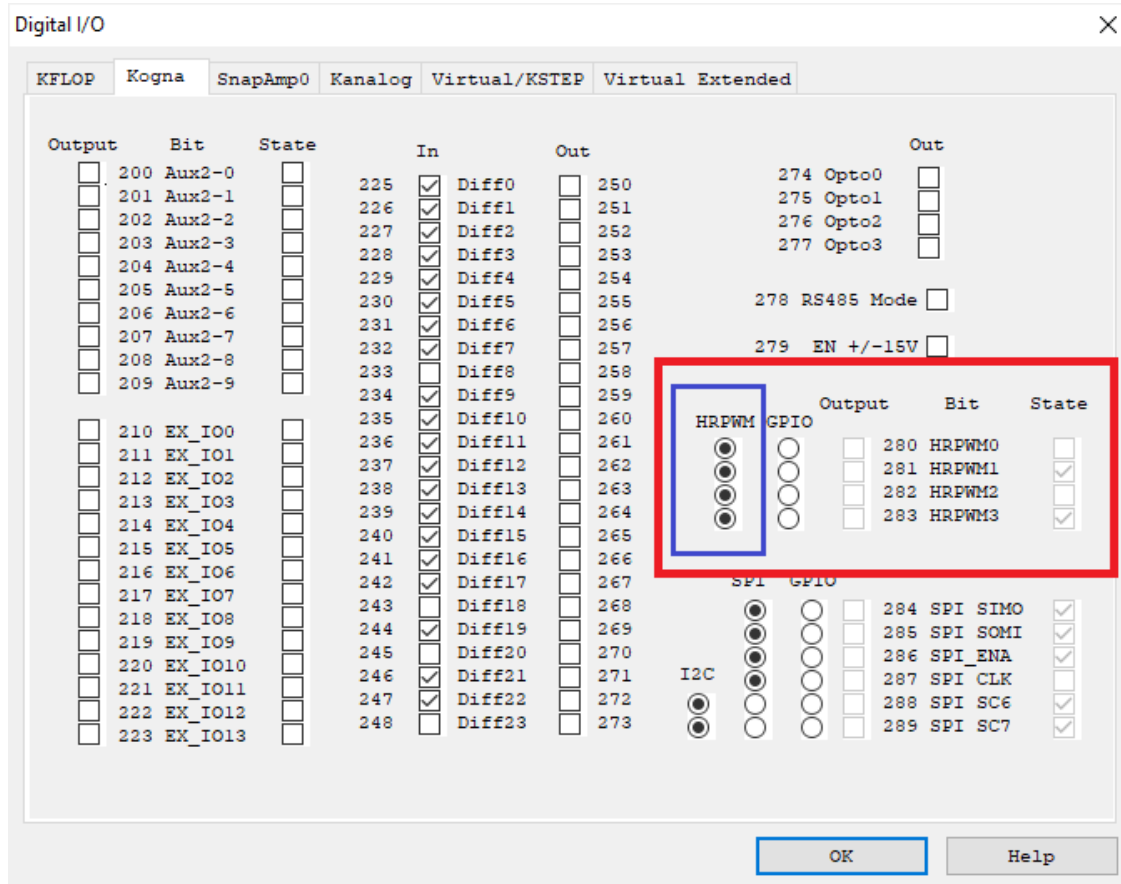 Digital I/O
KFLOP Kogna SnapAmp0 Kanalog Virtual/KSTEP Virtual Extended
Output Bit State
200 Aux2-0
201 Aux2-1
202 Aux2-2
203 Aux2-3
204 Aux2-4
205 Aux2-5
206 Aux2-6
207 Aux2-7
208 Aux2-8
209 Aux2-9
210 EX_IO0
211 EX_IO1
212 EX_IO2
213 EX_IO3
214 EX_IO4
215 EX_IO5
216 EX_IO6
217 EX_IO7
218 EX_IO8
219 EX_IO9
220 EX_IO10
221 EX_IO11
222 EX_IO12
223 EX_IO13
In Out
225 Diff0 250
226 Diff1 251
227 Diff2 252
228 Diff3 253
229 Diff4 254
230 Diff5 255
231 Diff6 256
232 Diff7 257
233 Diff8 258
234 Diff9 259
235 Diff10 260
236 Diff11 261
237 Diff12 262
238 Diff13 263
239 Diff14 264
240 Diff15 265
241 Diff16 266
242 Diff17 267
243 Diff18 268
244 Diff19 269
245 Diff20 270
246 Diff21 271
247 Diff22 272
248 Diff23 273
Out
274 Opto0
275 Opto1
276 Opto2
277 Opto3
278 RS485 Mode
279 EN +/-15V
Output Bit State
HRPWM GPIO
280 HRPWM0
281 HRPWM1
282 HRPWM2
283 HRPWM3
SPI GPIO
284 SPI SIMO
285 SPI SOMI
286 SPI_ENA
I2C 287 SPI CLK
288 SPI SC6
289 SPI SC7
OK Help